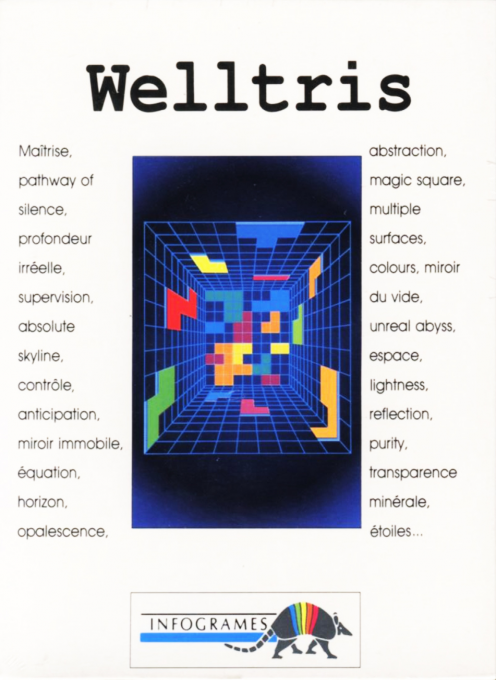 Welltris
Maîtrise,
pathway of
silence,
profondeur
irréelle,
supervision,
absolute
skyline,
contrôle,
anticipation,
miroir immobile,
équation,
horizon,
opalescence,
abstraction,
magic square,
multiple
surfaces,
colours, miroir
du vide,
unreal abyss,
espace,
lightness,
reflection,
purity,
transparence
minérale,
étoiles...
INFOGRAMES